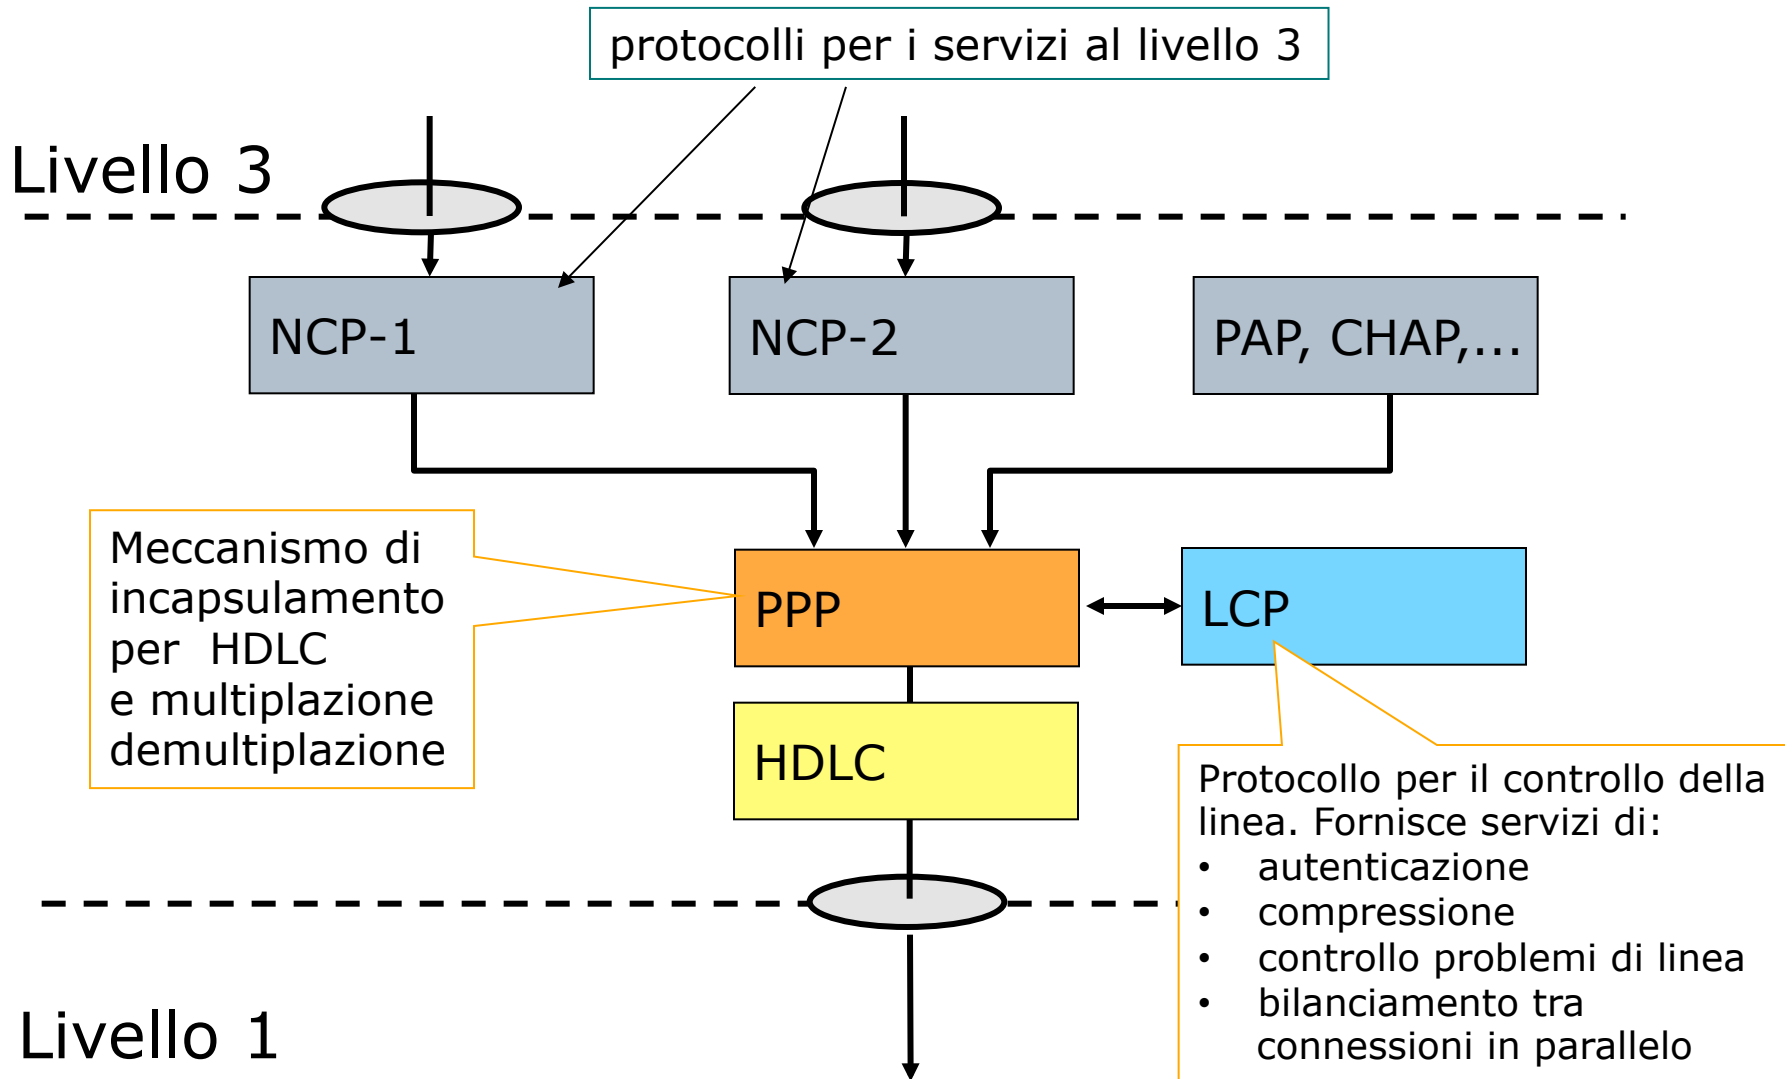 protocolli per i servizi al livello 3
Livello 3
NCP-1
NCP-2
PAP, CHAP,...
Meccanismo di
incapsulamento
per HDLC
e multiplazione
demultiplazione
PPP
LCP
HDLC
Protocollo per il controllo della
linea. Fornisce servizi di:
• autenticazione
• compressione
• controllo problemi di linea
• bilanciamento tra
connessioni in parallelo
Livello 1